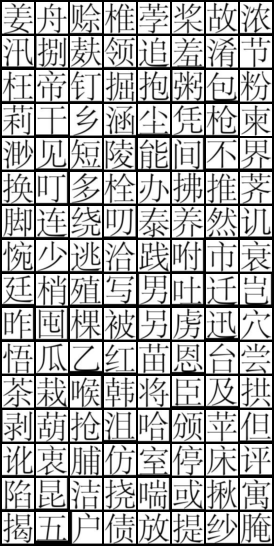 姜舟赊椎荸桨故浓
汛捌麸领追羞淆节
枉帝钉掘抱粥包粉
莉干乡涵尘凭枪柬
渺见短陵能间不界
换叮多栓办拂推荠
脚连绕叨泰养然讥
惋少逃洽践咐市哀
廷梢殖写男吐迁岂
昨囤棵被另虏迅穴
悟瓜乙红苗恩台尝
茶栽喉韩将臣及拱
剥葫抢沮哈颁苹但
讹衷脯仿室停床评
陷昆洁挠喘或揪寓
揭五户债放提纱腌